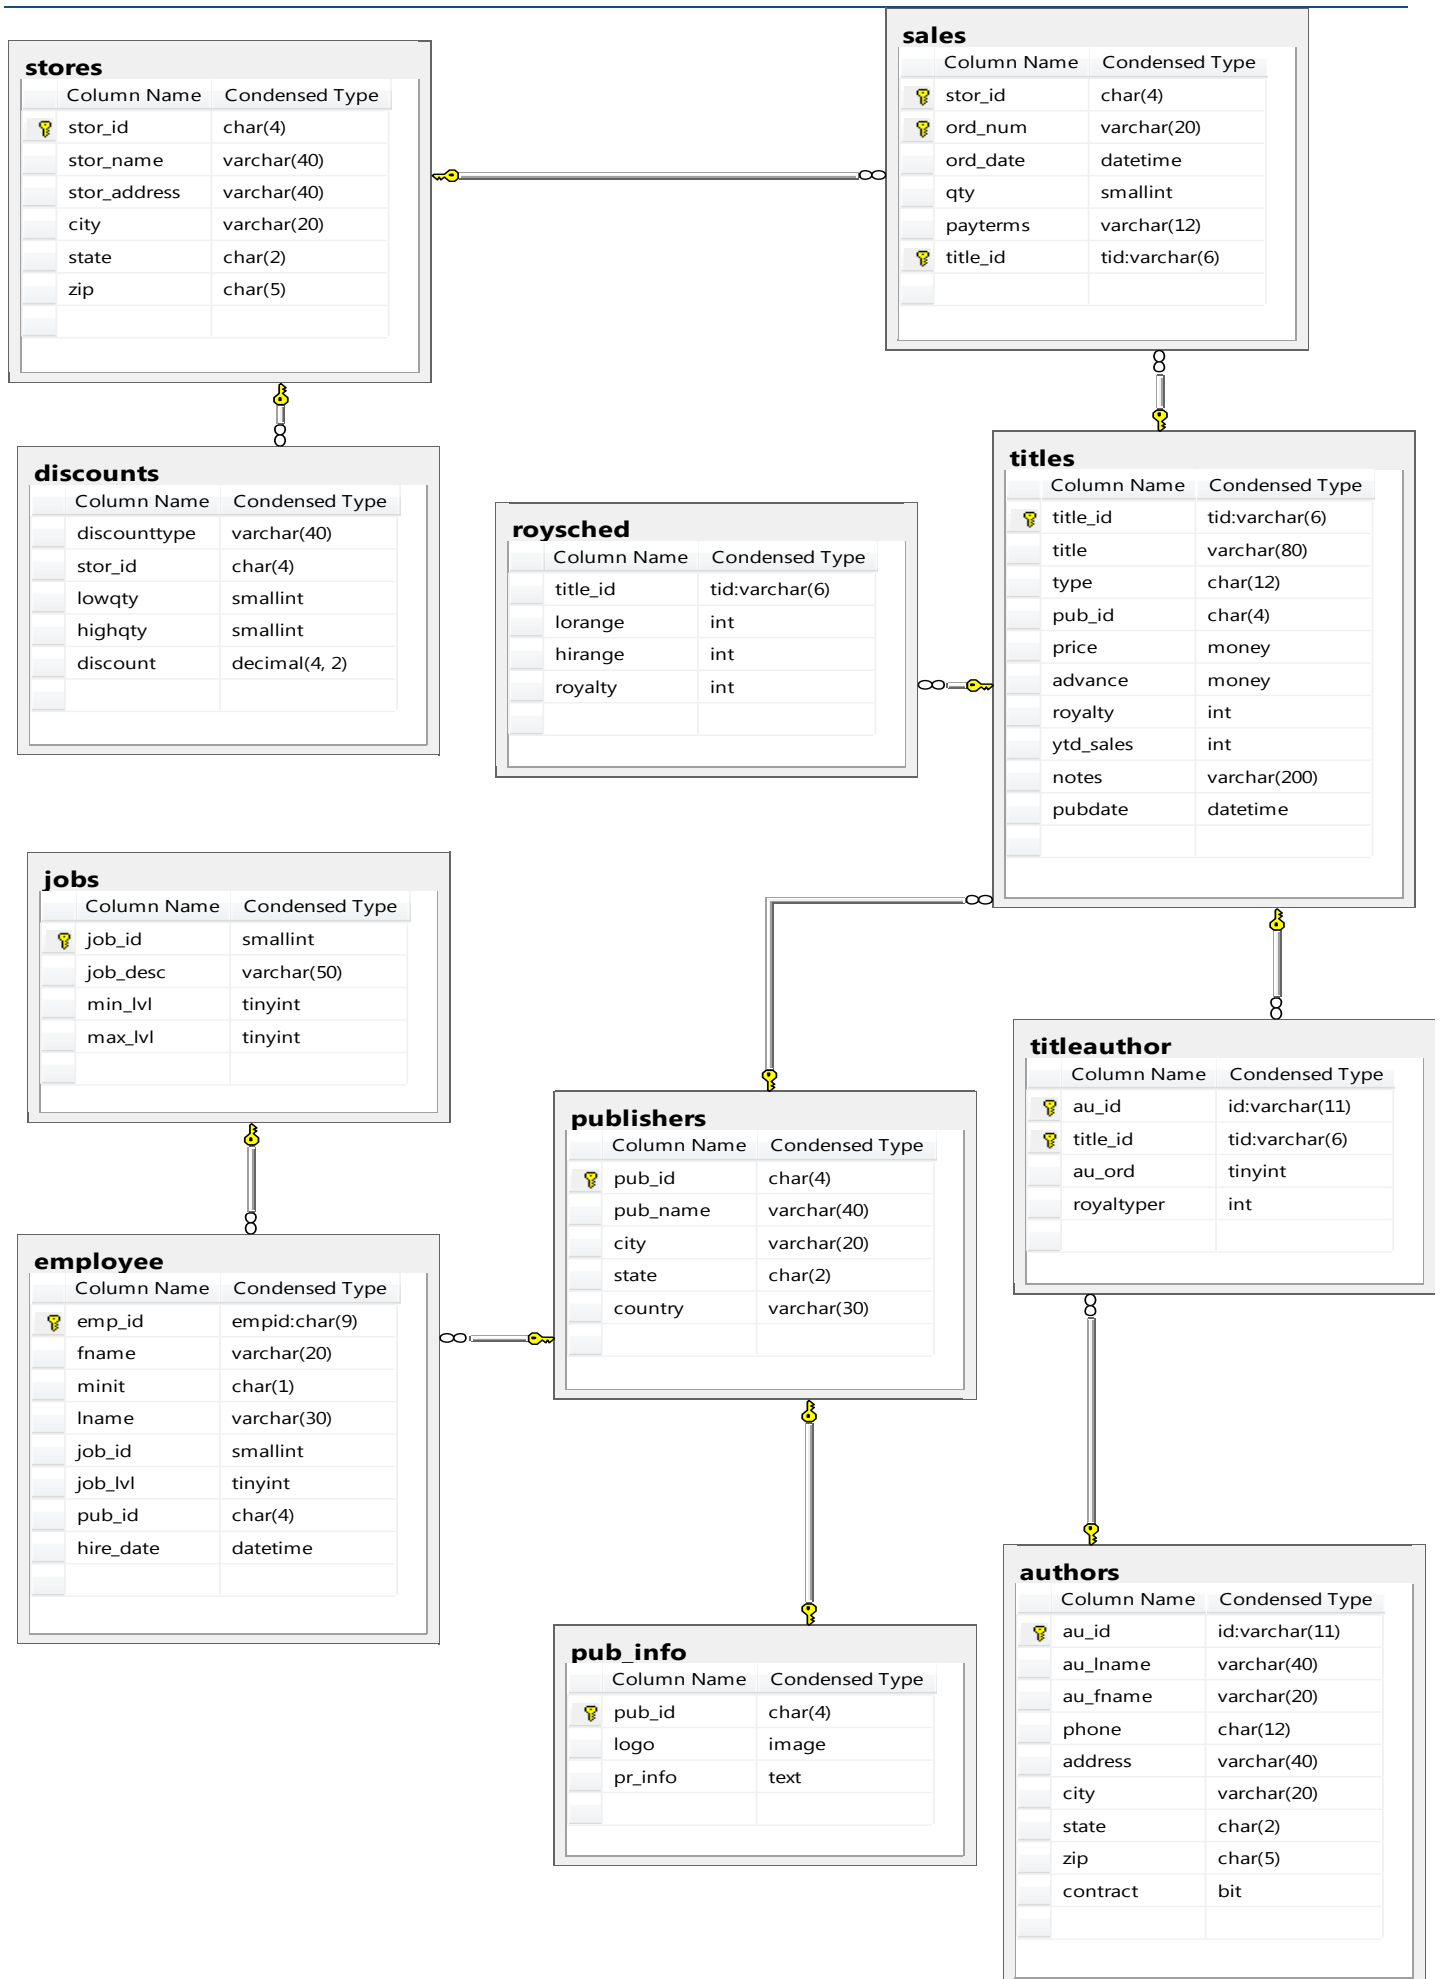 stores
Column Name Condensed Type
stor_id char(4)
stor_name varchar(40)
stor_address varchar(40)
city varchar(20)
state char(2)
zip char(5)
sales
Column Name Condensed Type
stor_id char(4)
ord_num varchar(20)
ord_date datetime
qty smallint
payterms varchar(12)
title_id tid:varchar(6)
discounts
Column Name Condensed Type
discounttype varchar(40)
stor_id char(4)
lowqty smallint
highqty smallint
discount decimal(4, 2)
roysched
Column Name Condensed Type
title_id tid:varchar(6)
lorange int
hirange int
royalty int
titles
Column Name Condensed Type
title_id tid:varchar(6)
title varchar(80)
type char(12)
pub_id char(4)
price money
advance money
royalty int
ytd_sales int
notes varchar(200)
pubdate datetime
jobs
Column Name Condensed Type
job_id smallint
job_desc varchar(50)
min_lvl tinyint
max_lvl tinyint
titleauthor
Column Name Condensed Type
au_id id:varchar(11)
title_id tid:varchar(6)
au_ord tinyint
royaltyper int
publishers
Column Name Condensed Type
pub_id char(4)
pub_name varchar(40)
city varchar(20)
state char(2)
country varchar(30)
employee
Column Name Condensed Type
emp_id empid:char(9)
fname varchar(20)
minit char(1)
lname varchar(30)
job_id smallint
job_lvl tinyint
pub_id char(4)
hire_date datetime
pub_info
Column Name Condensed Type
pub_id char(4)
logo image
pr_info text
authors
Column Name Condensed Type
au_id id:varchar(11)
au_lname varchar(40)
au_fname varchar(20)
phone char(12)
address varchar(40)
city varchar(20)
state char(2)
zip char(5)
contract bit